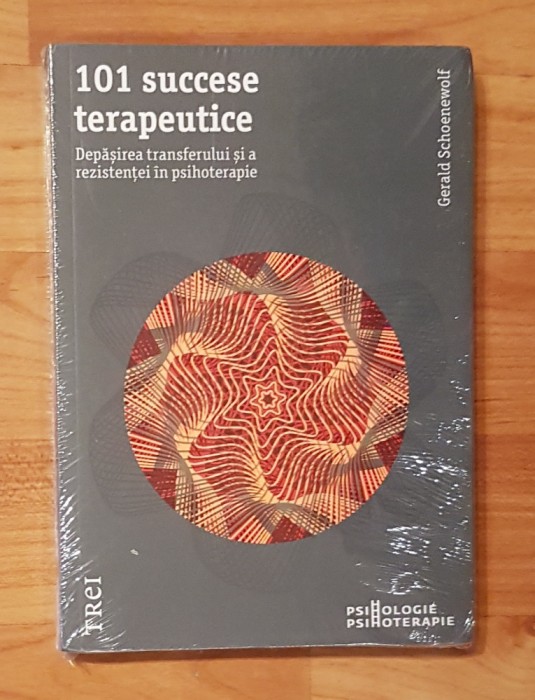 101 succese
terapeutice
Depășirea transferului și a
rezistenței în psihoterapie
Gerald Schoenewolf
TREI
PSIHOLOGIE
PSIHOTERAPIE